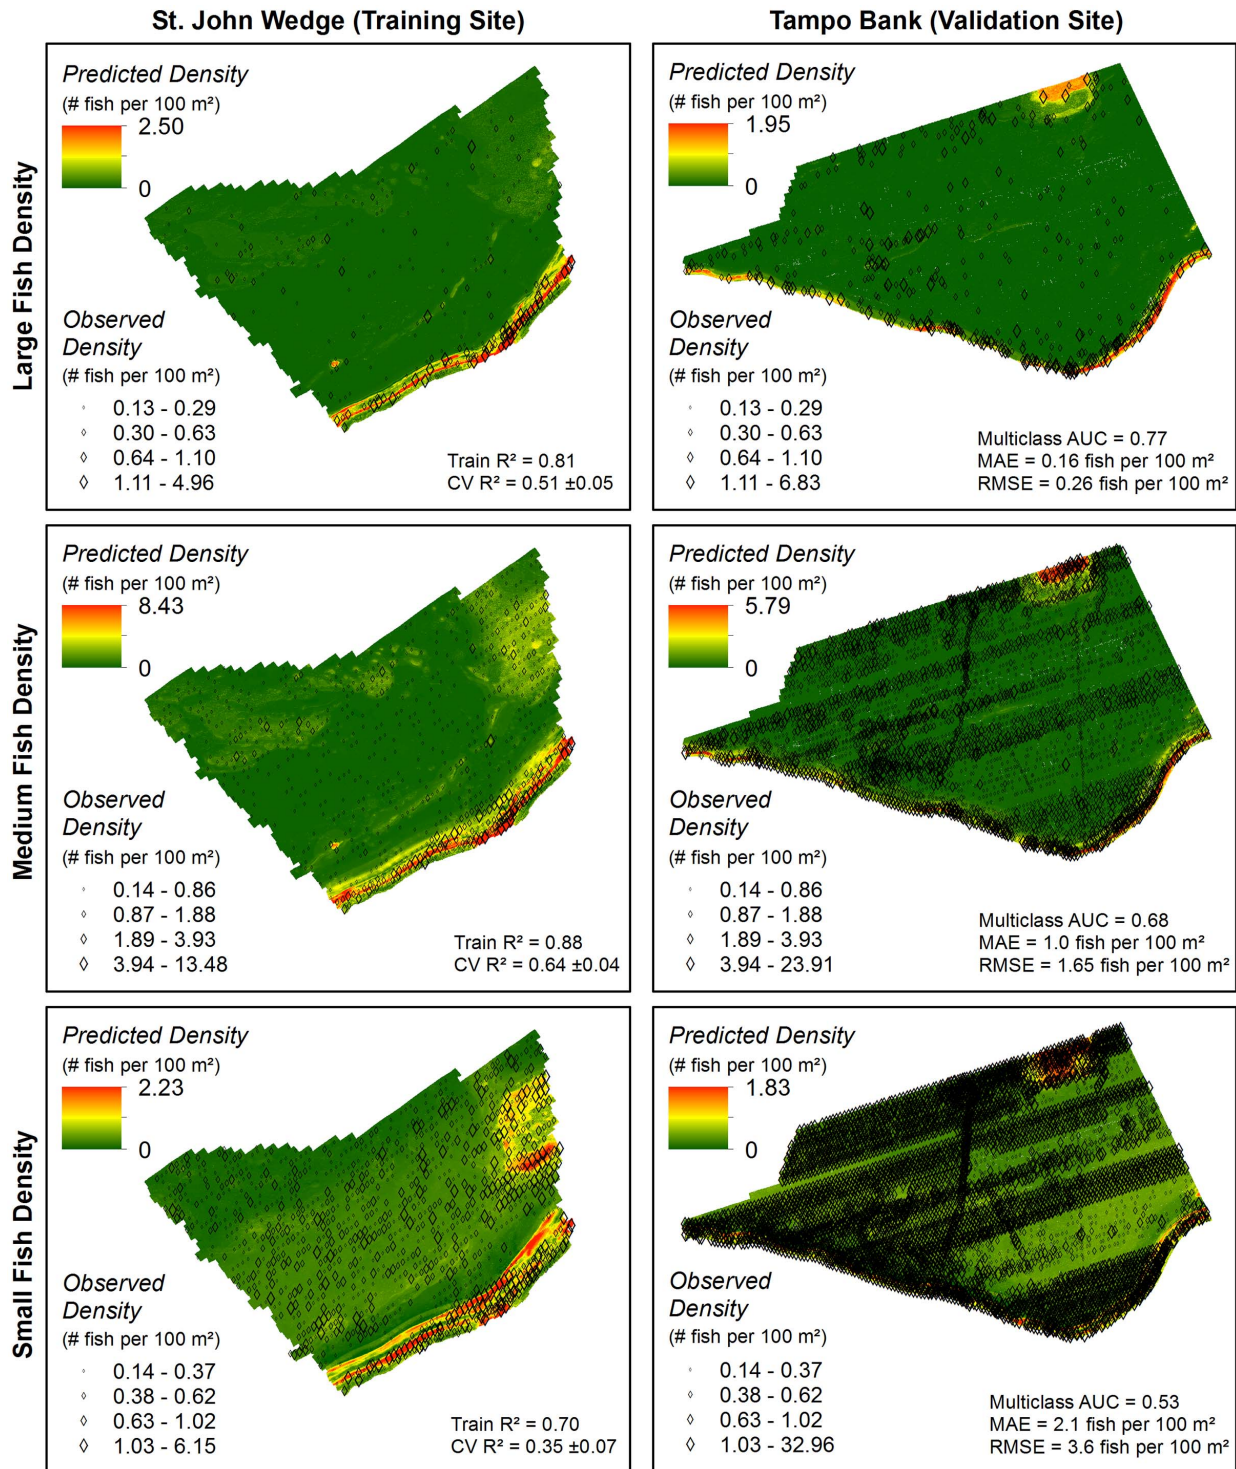 St. John Wedge (Training Site)
Tampo Bank (Validation Site)
Large Fish Density
Predicted Density
(# fish per 100 m²)
2.50
0
Observed
Density
(# fish per 100 m²)
0.13 - 0.29
0.30 - 0.63
0.64 - 1.10
1.11 - 4.96
Train R² = 0.81
CV R² = 0.51 ±0.05
Predicted Density
(# fish per 100 m²)
1.95
0
Observed
Density
(# fish per 100 m²)
0.13 - 0.29
0.30 - 0.63
0.64 - 1.10
1.11 - 6.83
Multiclass AUC = 0.77
MAE = 0.16 fish per 100 m²
RMSE = 0.26 fish per 100 m²
Medium Fish Density
Predicted Density
(# fish per 100 m²)
8.43
0
Observed
Density
(# fish per 100 m²)
0.14 - 0.86
0.87 - 1.88
1.89 - 3.93
3.94 - 13.48
Train R² = 0.88
CV R² = 0.64 ±0.04
Predicted Density
(# fish per 100 m²)
5.79
0
Observed
Density
(# fish per 100 m²)
0.14 - 0.86
0.87 - 1.88
1.89 - 3.93
3.94 - 23.91
Multiclass AUC = 0.68
MAE = 1.0 fish per 100 m²
RMSE = 1.65 fish per 100 m²
Small Fish Density
Predicted Density
(# fish per 100 m²)
2.23
0
Observed
Density
(# fish per 100 m²)
0.14 - 0.37
0.38 - 0.62
0.63 - 1.02
1.03 - 6.15
Train R² = 0.70
CV R² = 0.35 ±0.07
Predicted Density
(# fish per 100 m²)
1.83
0
Observed
Density
(# fish per 100 m²)
0.14 - 0.37
0.38 - 0.62
0.63 - 1.02
1.03 - 32.96
Multiclass AUC = 0.53
MAE = 2.1 fish per 100 m²
RMSE = 3.6 fish per 100 m²